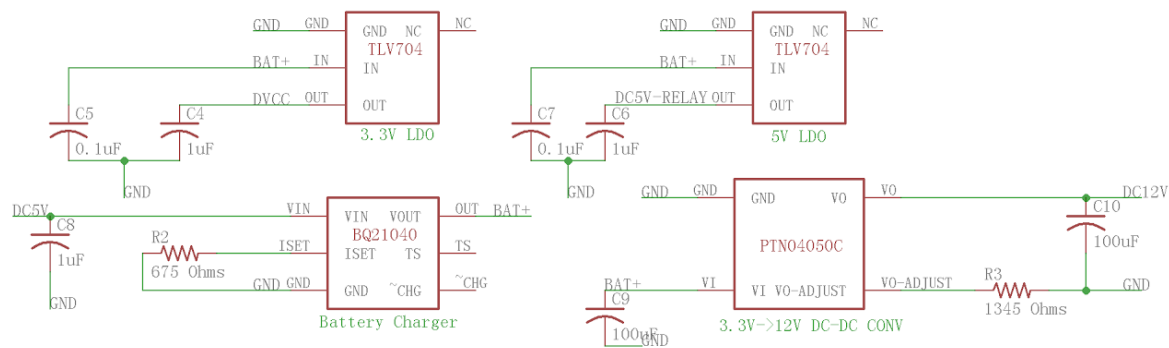 GND GND GND NC NC
TLV704
BAT+ IN IN
DVCC OUT OUT
C5 0.1uF
C4 1uF
GND
3.3V LDO
GND GND GND NC NC
TLV704
BAT+ IN IN
DC5V-RELAY OUT OUT
C7 0.1uF
C6 1uF
GND
5V LDO
DC5V VIN VIN VOUT OUT BAT+
BQ21040
C8 1uF
R2 675 Ohms
ISET ISET TS TS
GND GND GND ~CHG ~CHG
GND
Battery Charger
GND GND GND VO VO DC12V
PTN04050C
C10 100uF
BAT+ VI VI VO-ADJUST VO-ADJUST
R3 1345 Ohms
GND
C9 100uF
GND
3.3V->12V DC-DC CONV